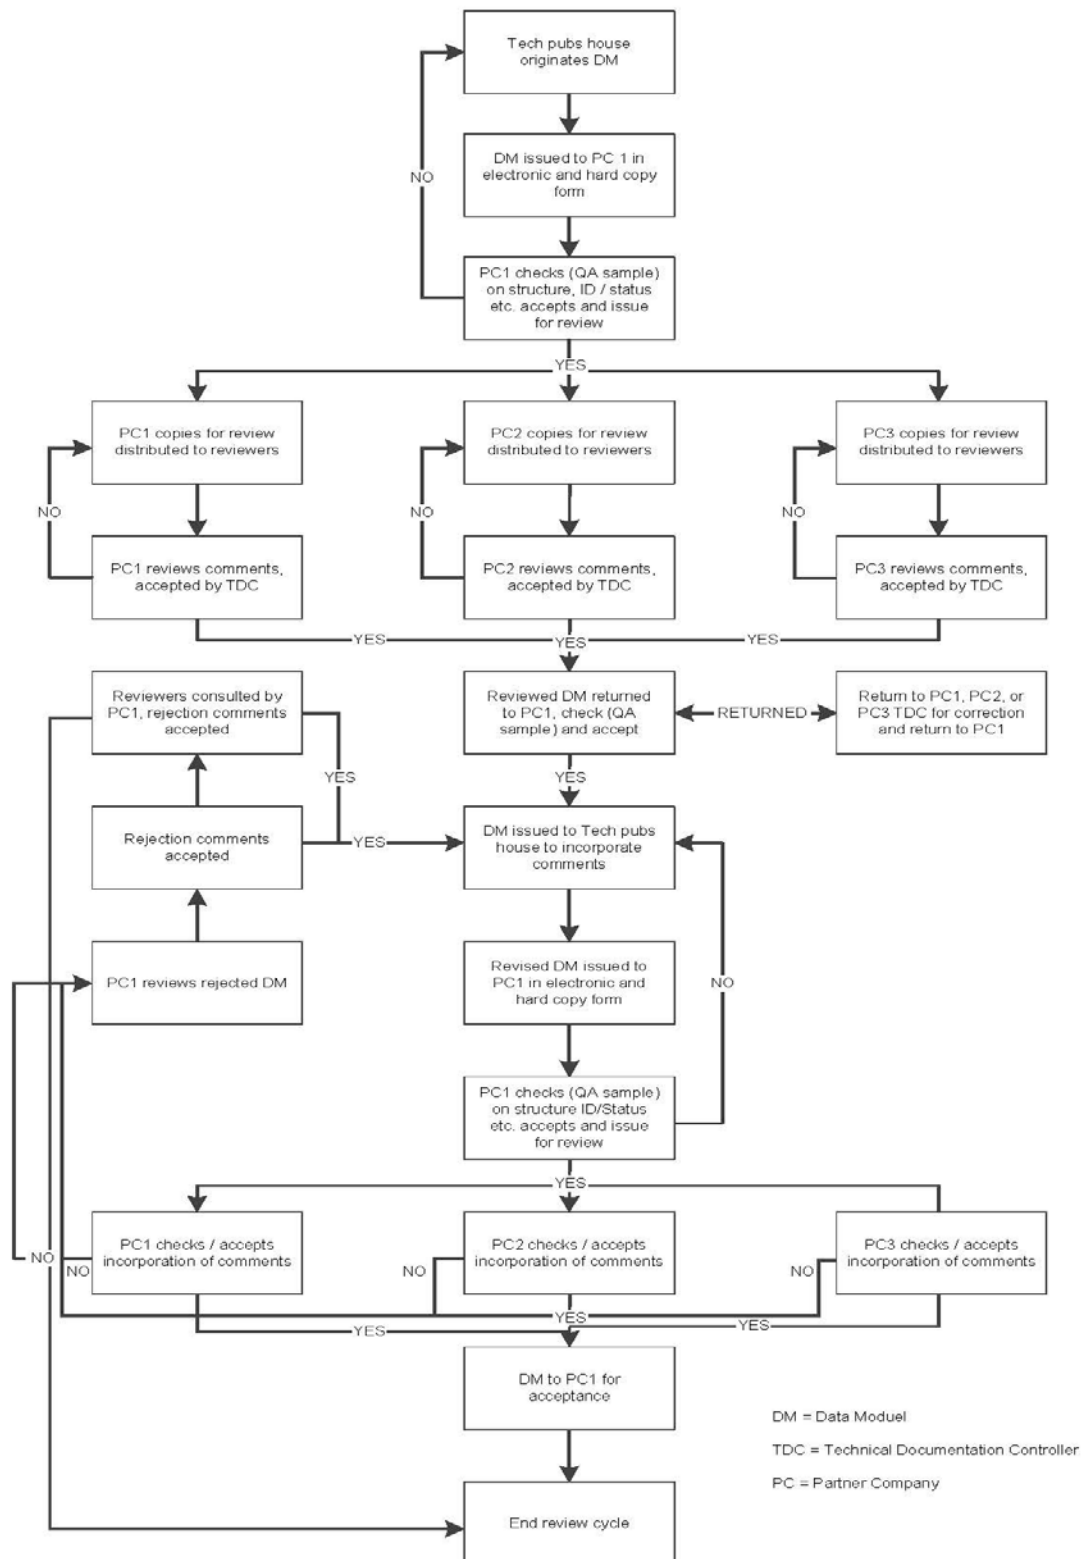 Tech pubs house
originates DM
DM issued to PC 1 in
electronic and hard copy
form
NO
PC1 checks (QA sample)
on structure, ID / status
etc. accepts and issue
for review
YES
PC1 copies for review
distributed to reviewers
PC2 copies for review
distributed to reviewers
PC3 copies for review
distributed to reviewers
NO
NO
NO
PC1 reviews comments,
accepted by TDC
PC2 reviews comments,
accepted by TDC
PC3 reviews comments,
accepted by TDC
YES
YES
YES
Reviewers consulted by
PC1, rejection comments
accepted
Reviewed DM returned
to PC1, check (QA
sample) and accept
RETURNED
Return to PC1, PC2, or
PC3 TDC for correction
and return to PC1
YES
YES
Rejection comments
accepted
YES
DM issued to Tech pubs
house to incorporate
comments
PC1 reviews rejected DM
Revised DM issued to
PC1 in electronic and
hard copy form
NO
PC1 checks (QA sample)
on structure ID/Status
etc. accepts and issue
for review
YES
NO
NO
PC1 checks / accepts
incorporation of comments
NO
PC2 checks / accepts
incorporation of comments
NO
PC3 checks / accepts
incorporation of comments
YES
YES
YES
DM to PC1 for
acceptance
End review cycle
DM = Data Moduel
TDC = Technical Documentation Controller
PC = Partner Company